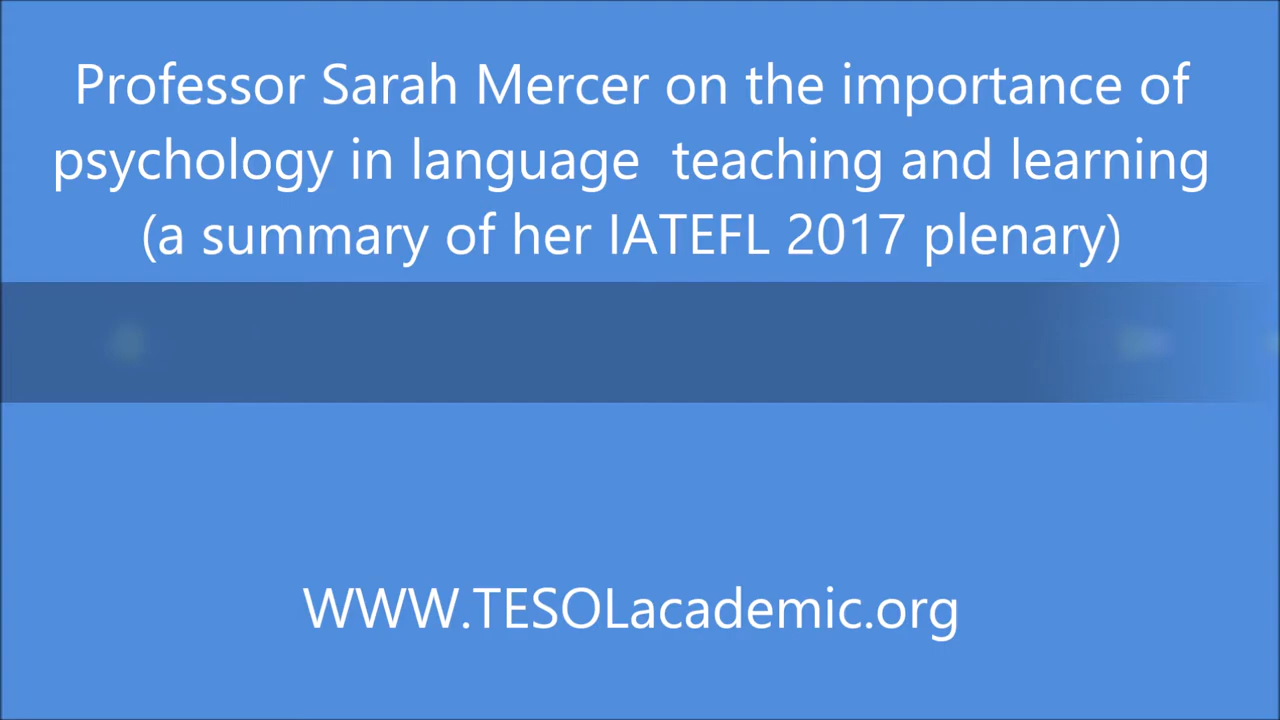 Professor Sarah Mercer on the importance of
psychology in language  teaching and learning
(a summary of her IATEFL 2017 plenary)
WWW.TESOLacademic.org